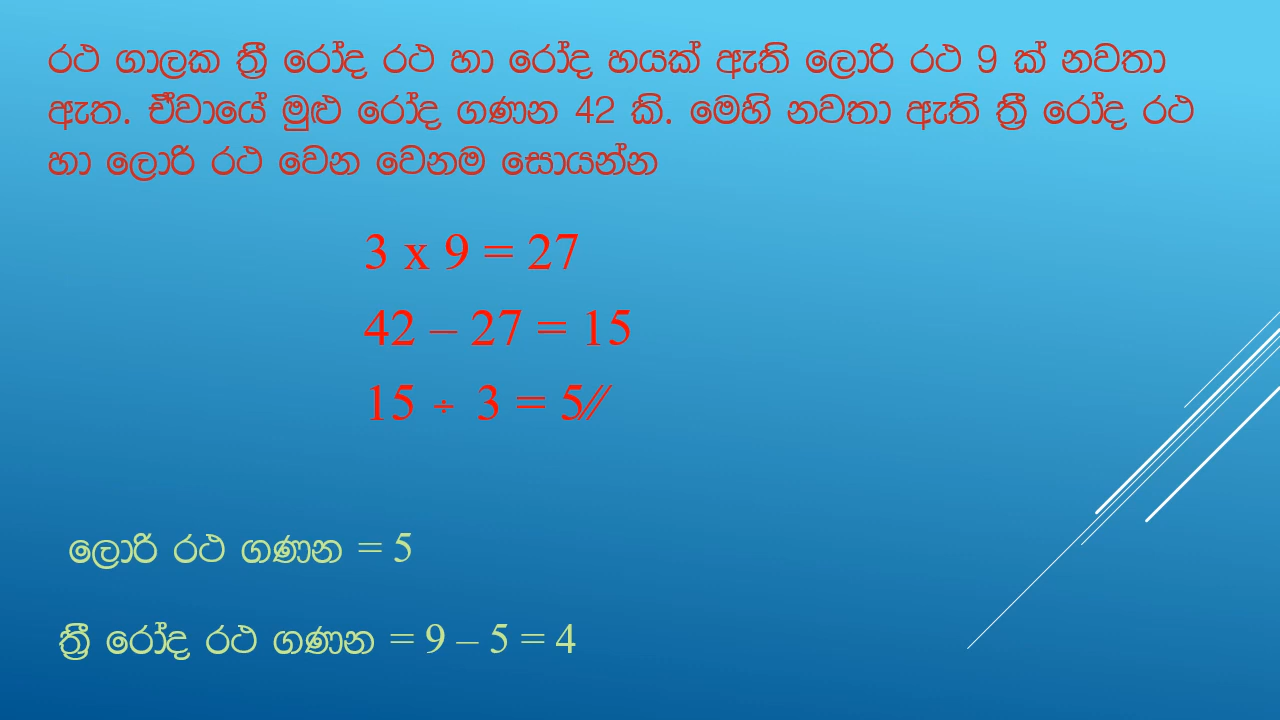 රථ ගාලක ත්‍රී රෝද රථ හා රෝද හයක් ඇති ලොරි රථ 9 ක් නවතා
ඇත. ඒවායේ මුළු රෝද ගණන 42 කි. මෙහි නවතා ඇති ත්‍රී රෝද රථ
හා ලොරි රථ වෙන වෙනම සොයන්න
3 x 9 = 27
42 – 27 = 15
15 ÷ 3 = 5//
ලොරි රථ ගණන = 5
ත්‍රී රෝද රථ ගණන = 9 – 5 = 4